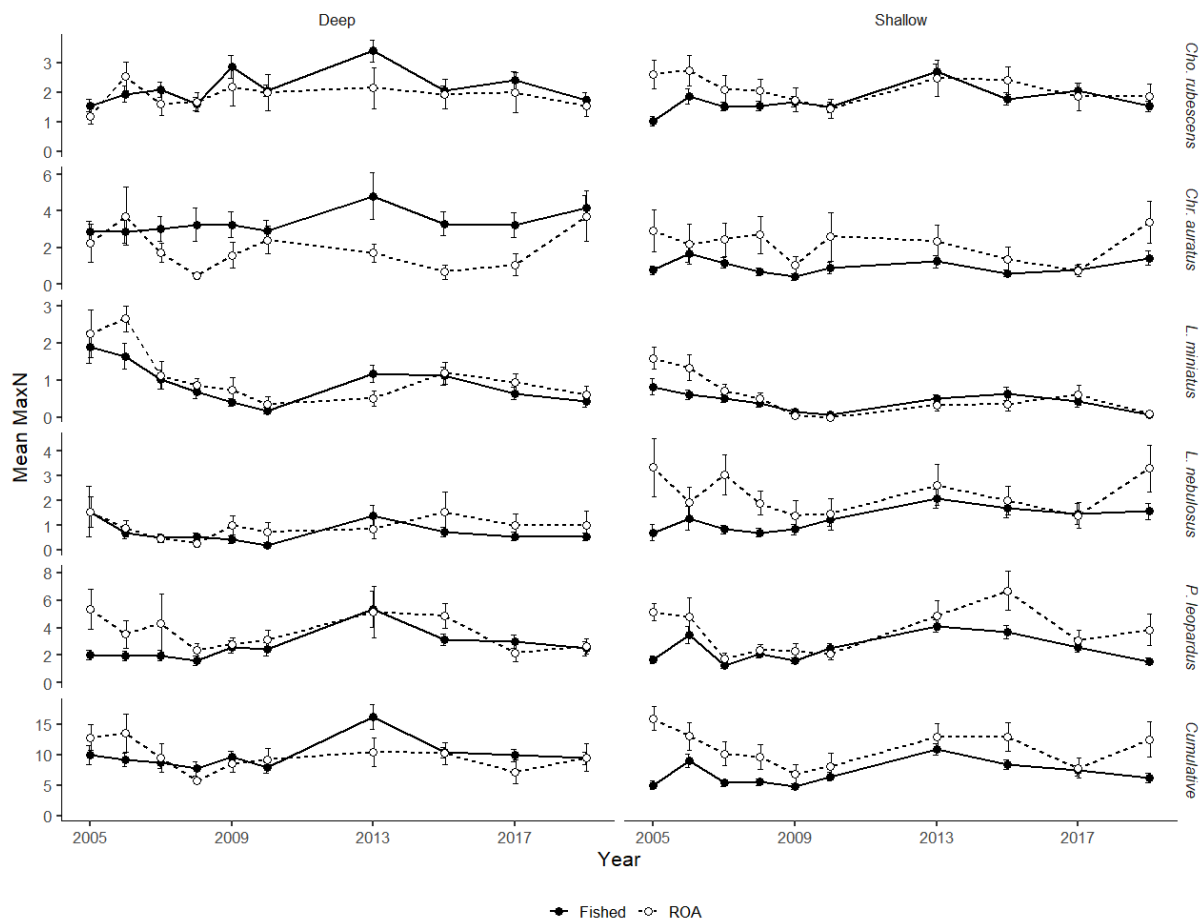 Deep Shallow
Mean MaxN
3
2
1
0
Cho. rubescens
6
4
2
0
Chr. auratus
3
2
1
0
L. miniatus
4
3
2
1
0
L. nebulosus
8
6
4
2
0
P. leopardus
15
10
5
0
Cumulative
2005 2009 2013 2017 2005 2009 2013 2017
Year
Fished ROA